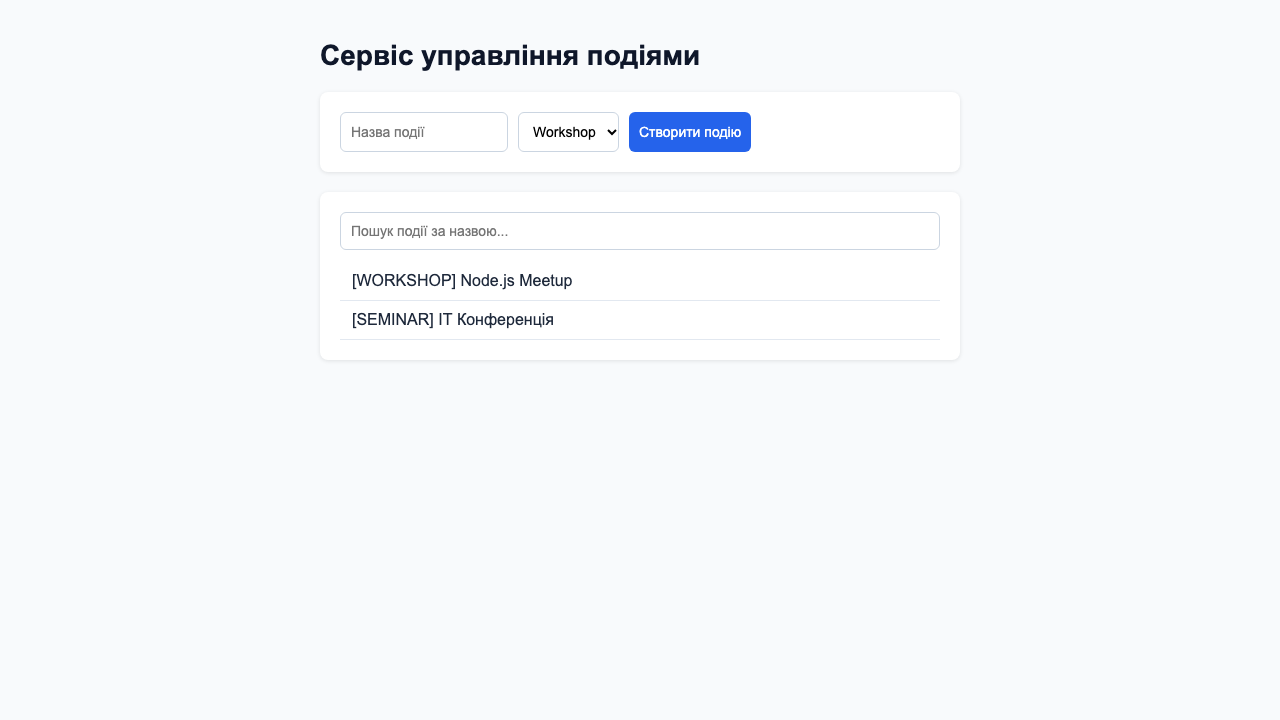 Сервіс управління подіями
Назва події
Workshop
Створити подію
Пошук події за назвою...
[WORKSHOP] Node.js Meetup
[SEMINAR] IT Конференція